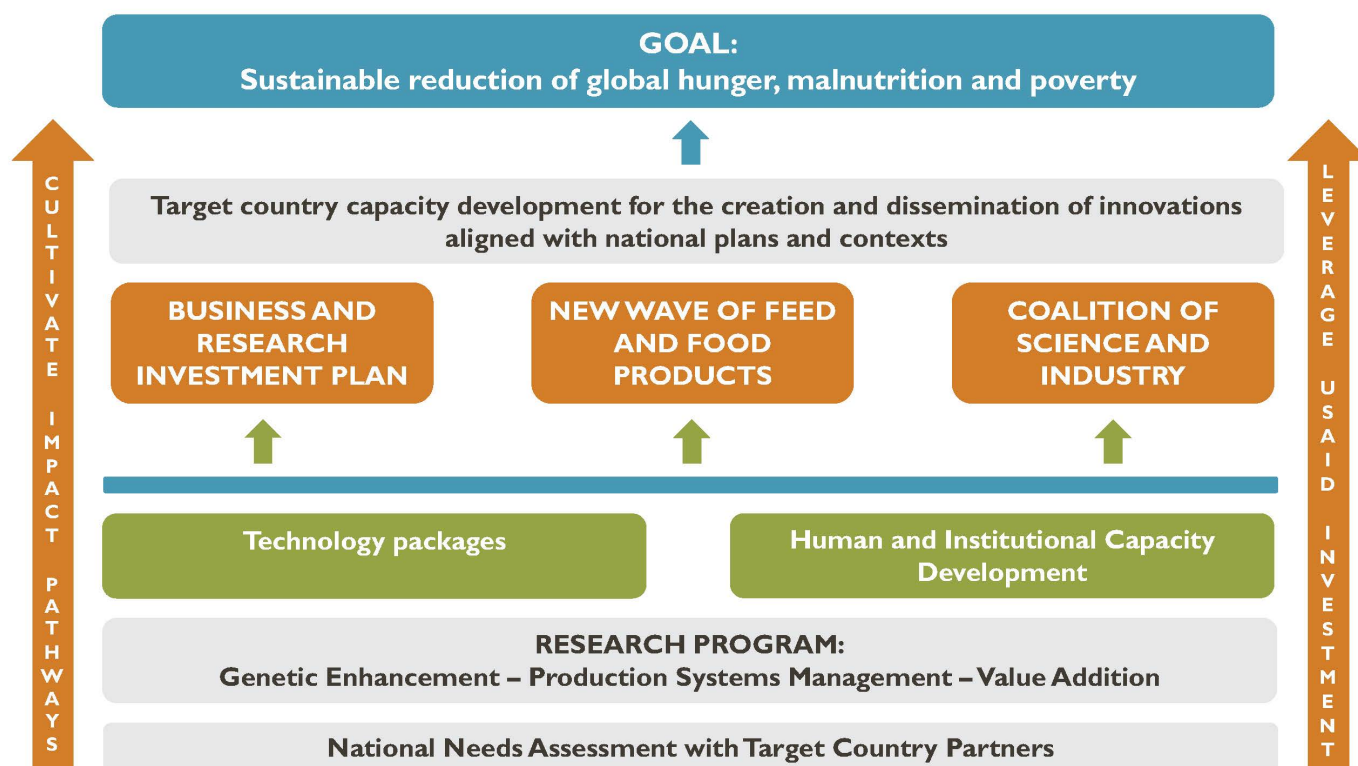 GOAL:
Sustainable reduction of global hunger, malnutrition and poverty
CULTIVATE IMPACT PATHWAYS
LEVERAGE USAID INVESTMENT
Target country capacity development for the creation and dissemination of innovations
aligned with national plans and contexts
BUSINESS AND
RESEARCH
INVESTMENT PLAN
NEW WAVE OF FEED
AND FOOD
PRODUCTS
COALITION OF
SCIENCE AND
INDUSTRY
Technology packages
Human and Institutional Capacity
Development
RESEARCH PROGRAM:
Genetic Enhancement – Production Systems Management – Value Addition
National Needs Assessment with Target Country Partners